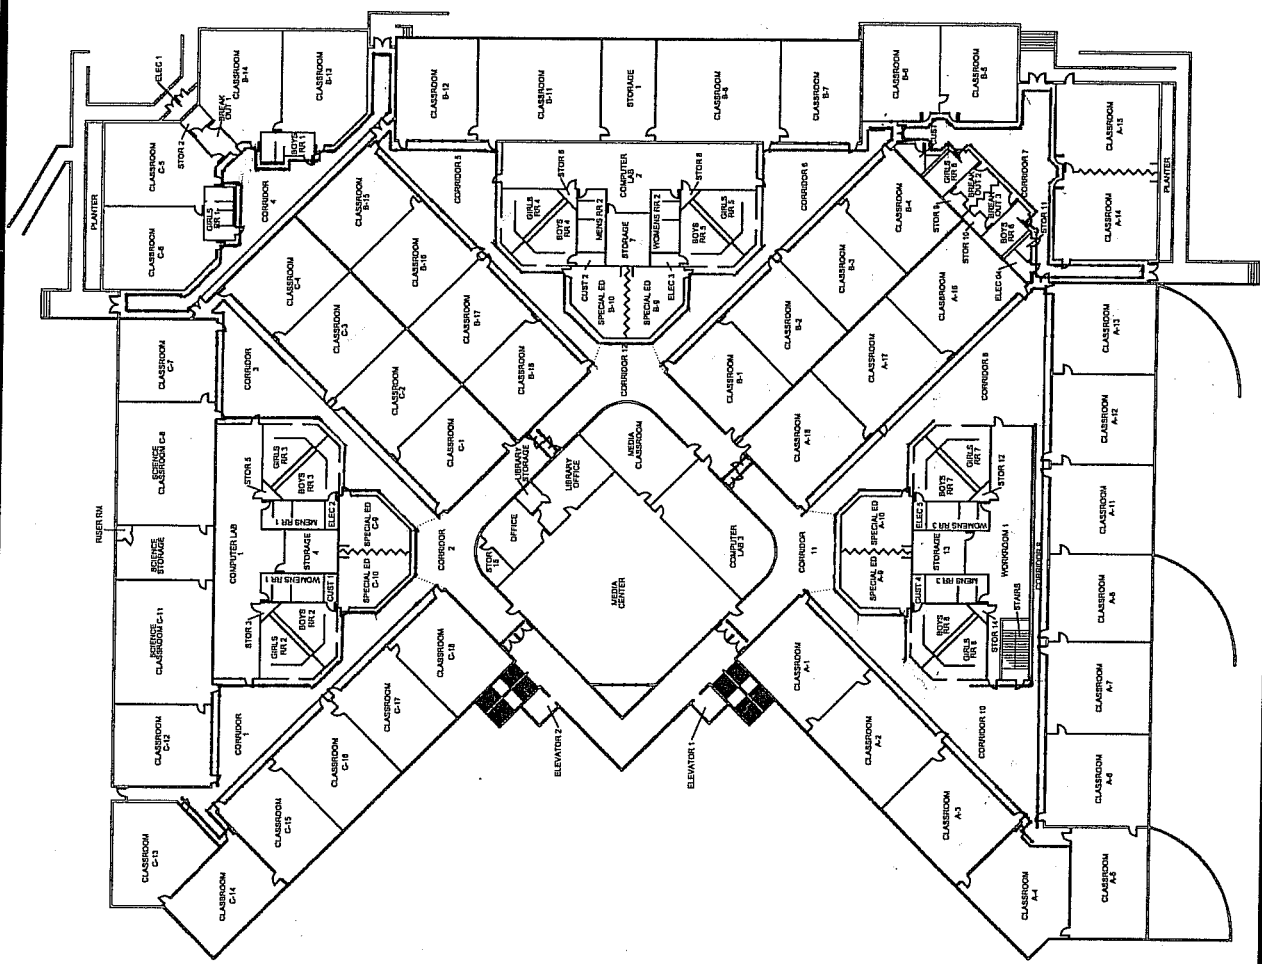 ELEC 1
CLASSROOM
B-14
CLASSROOM
B-13
BREAK
OUT 1
STOR 2
BOYS
RR 1
CLASSROOM
C-5
CLASSROOM
C-6
PLANTER
GIRLS
RR 1
CORRIDOR
4
CLASSROOM
B-12
CLASSROOM
B-11
STORAGE
1
CLASSROOM
B-8
CLASSROOM
B-7
CLASSROOM
B-6
CLASSROOM
B-5
CLASSROOM
A-15
CLASSROOM
A-14
PLANTER
CORRIDOR 7
CUST
GIRLS
RR 6
BREAK
OUT 2
BREAK
OUT 3
BOYS
RR 6
STOR 9
STOR 10
STOR 11
ELEC 04
CORRIDOR 5
STOR 6
COMPUTER
LAB
2
STOR 8
GIRLS
RR 4
BOYS
RR 4
MENS RR 2
STORAGE
7
WOMENS RR 2
BOYS
RR 5
GIRLS
RR 5
CUST 2
ELEC 3
SPECIAL ED
B-10
SPECIAL ED
B-9
CORRIDOR 6
CORRIDOR 12
CLASSROOM
B-15
CLASSROOM
B-16
CLASSROOM
B-17
CLASSROOM
B-18
CLASSROOM
C-4
CLASSROOM
C-3
CLASSROOM
C-2
CLASSROOM
C-1
CLASSROOM
B-4
CLASSROOM
B-3
CLASSROOM
B-2
CLASSROOM
B-1
CLASSROOM
A-16
CLASSROOM
A-17
CLASSROOM
A-18
CORRIDOR 8
CLASSROOM
C-7
SCIENCE
CLASSROOM C-8
RISER RM
SCIENCE
STORAGE
SCIENCE
CLASSROOM C-11
CLASSROOM
C-12
CLASSROOM
C-13
CLASSROOM
C-14
CORRIDOR
3
STOR 5
GIRLS
RR 3
BOYS
RR 3
COMPUTER LAB
1
MENS RR 1
ELEC 2
STORAGE
4
WOMENS RR 1
CUST 1
STOR 3
GIRLS
RR 2
BOYS
RR 2
SPECIAL ED
C-9
SPECIAL ED
C-10
CORRIDOR
2
CORRIDOR
1
CLASSROOM
C-15
CLASSROOM
C-16
CLASSROOM
C-17
CLASSROOM
C-18
ELEVATOR 2
LIBRARY
STORAGE
LIBRARY
OFFICE
OFFICE
STOR
15
MEDIA
CLASSROOM
COMPUTER
LAB 3
MEDIA
CENTER
ELEVATOR 1
CORRIDOR
11
SPECIAL ED
A-10
SPECIAL ED
A-9
ELEC 5
WOMENS RR 3
STORAGE
13
MENS RR 3
CUST 4
BOYS
RR 7
GIRLS
RR 7
STOR 12
WORKROOM 1
BOYS
RR 8
GIRLS
RR 8
STOR 14
STAIRS
CORRIDOR 9
CORRIDOR 10
CLASSROOM
A-1
CLASSROOM
A-2
CLASSROOM
A-3
CLASSROOM
A-4
CLASSROOM
A-13
CLASSROOM
A-12
CLASSROOM
A-11
CLASSROOM
A-8
CLASSROOM
A-7
CLASSROOM
A-6
CLASSROOM
A-5